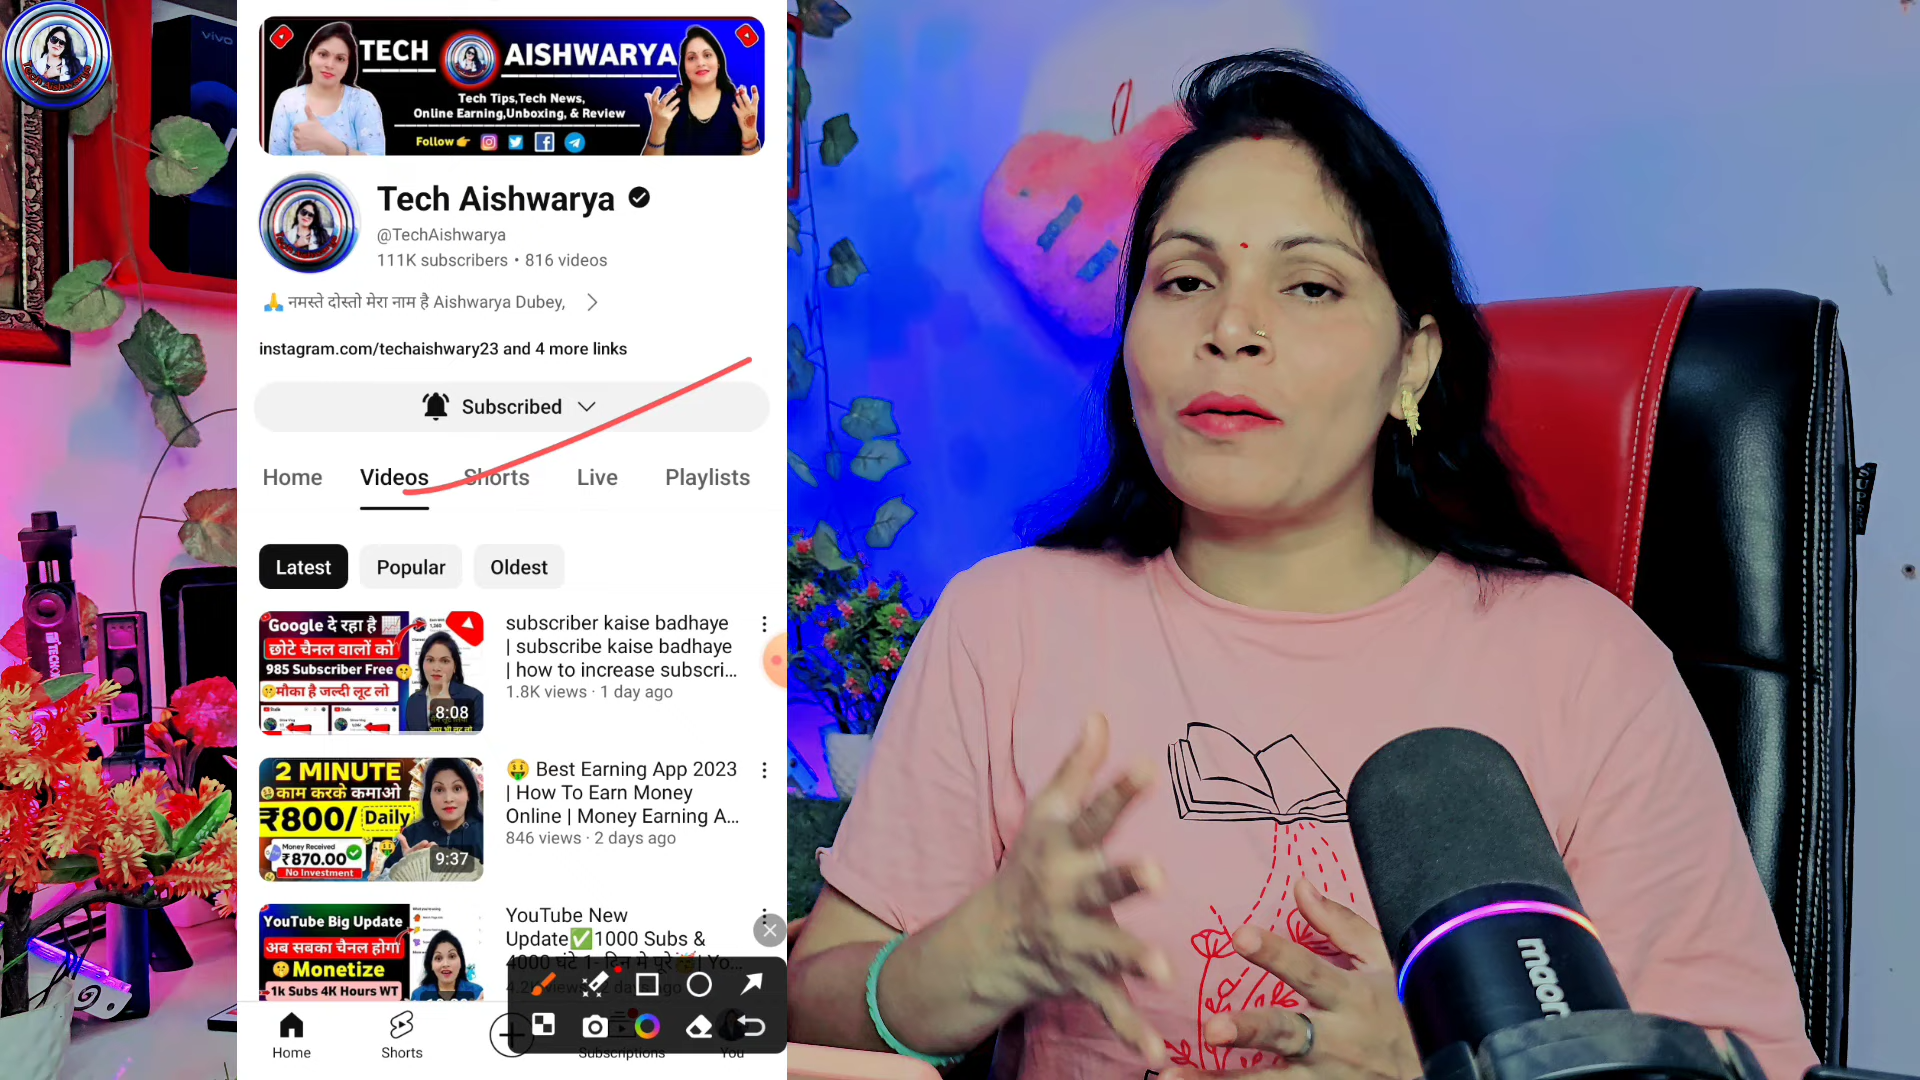 vivo
TECH AISHWARYA
Tech Tips,Tech News,
Online Earning,Unboxing, & Review
Follow👉
Tech Aishwarya
@TechAishwarya
111K subscribers • 816 videos
🙏 नमस्ते दोस्तो मेरा नाम है Aishwarya Dubey,
instagram.com/techaishwary23 and 4 more links
Subscribed
Home Videos Shorts Live Playlists
Latest Popular Oldest
Google दे रहा है
छोटे चैनल वालों को
985 Subscriber Free
मौका है जल्दी लूट लो
8:08
subscriber kaise badhaye
| subscribe kaise badhaye
| how to increase subscri...
1.8K views · 1 day ago
2 MINUTE
काम करके कमाओ
₹800/ Daily
Money Received
₹870.00
No Investment
9:37
🤑 Best Earning App 2023
| How To Earn Money
Online | Money Earning A...
846 views · 2 days ago
YouTube Big Update
अब सबका चैनल होगा
Monetize
1k Subs 4K Hours WT
YouTube New
Update✅1000 Subs &
4000 घंटे 1- दिन मे पूरे🥳| Yo...
Home Shorts Subscriptions You
maono